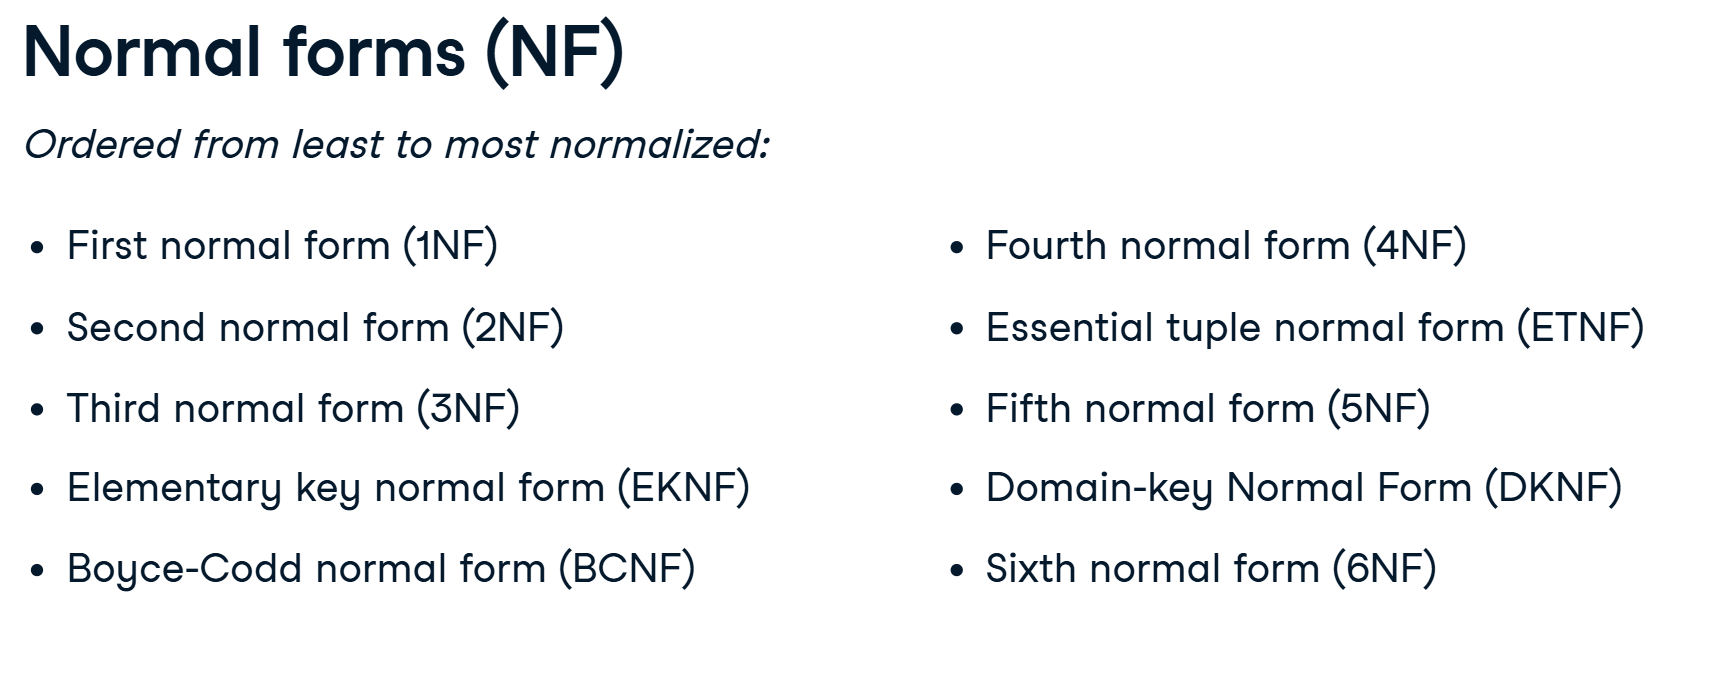 Normal forms (NF)
Ordered from least to most normalized:
• First normal form (1NF)
• Second normal form (2NF)
• Third normal form (3NF)
• Elementary key normal form (EKNF)
• Boyce-Codd normal form (BCNF)
• Fourth normal form (4NF)
• Essential tuple normal form (ETNF)
• Fifth normal form (5NF)
• Domain-key Normal Form (DKNF)
• Sixth normal form (6NF)